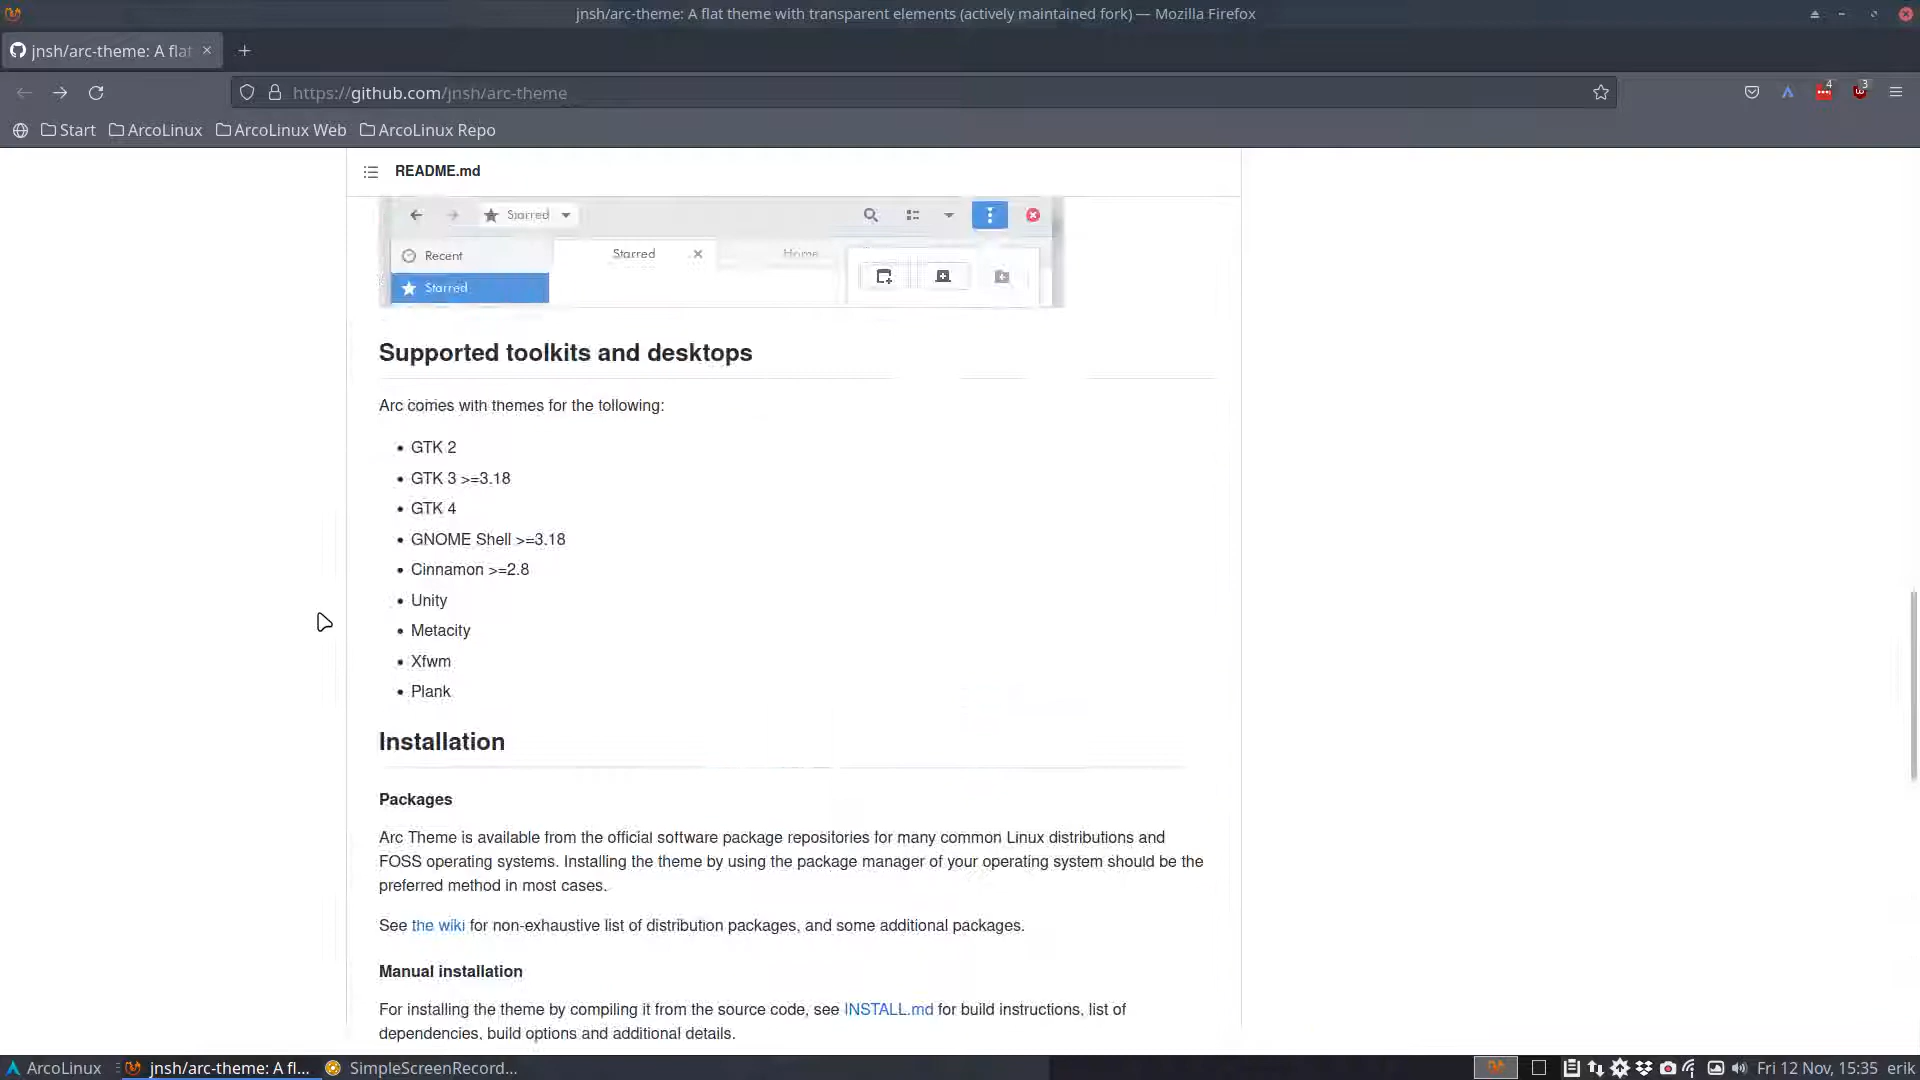 jnsh/arc-theme: A flat theme with transparent elements (actively maintained fork) — Mozilla Firefox
jnsh/arc-theme: A flat
https://github.com/jnsh/arc-theme
4
3
Start
ArcoLinux
ArcoLinux Web
ArcoLinux Repo
README.md
Starred
Recent
Starred
Home
Starred
Supported toolkits and desktops
Arc comes with themes for the following:
• GTK 2
• GTK 3 >=3.18
• GTK 4
• GNOME Shell >=3.18
• Cinnamon >=2.8
• Unity
• Metacity
• Xfwm
• Plank
Installation
Packages
Arc Theme is available from the official software package repositories for many common Linux distributions and
FOSS operating systems. Installing the theme by using the package manager of your operating system should be the
preferred method in most cases.
See the wiki for non-exhaustive list of distribution packages, and some additional packages.
Manual installation
For installing the theme by compiling it from the source code, see INSTALL.md for build instructions, list of
dependencies, build options and additional details.
ArcoLinux
jnsh/arc-theme: A fl...
SimpleScreenRecord...
Fri 12 Nov, 15:35
erik